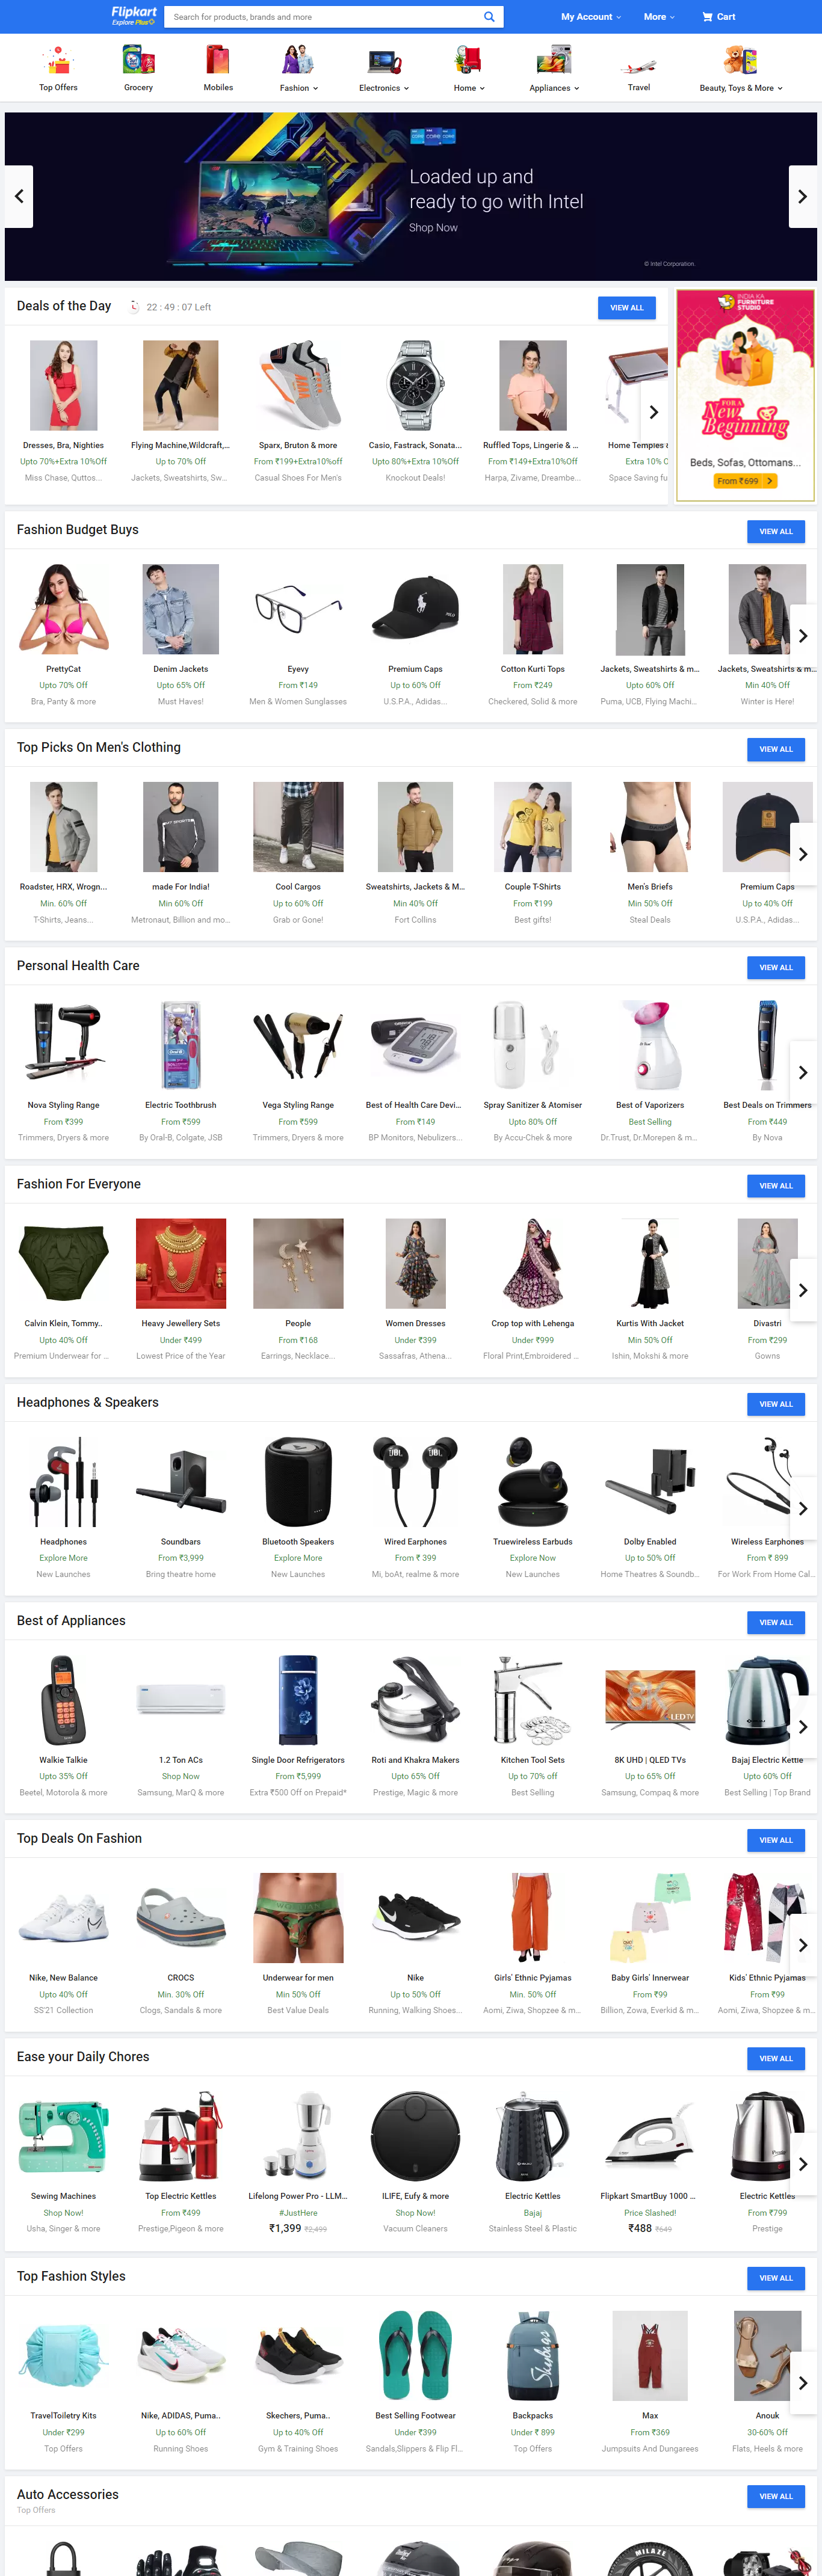 Flipkart
Explore Plus
Search for products, brands and more
My Account
More
Cart
Top Offers
Grocery
Mobiles
Fashion
Electronics
Home
Appliances
Travel
Beauty, Toys & More
Loaded up and
ready to go with Intel
Shop Now
© Intel Corporation.
Deals of the Day
22 : 49 : 07 Left
VIEW ALL
INDIA KA
FURNITURE
STUDIO
FOR A
New
Beginning
Beds, Sofas, Ottomans...
From ₹699
Dresses, Bra, Nighties
Flying Machine,Wildcraft,...
Sparx, Bruton & more
Casio, Fastrack, Sonata...
Ruffled Tops, Lingerie & ...
Upto 70%+Extra 10%Off
Up to 70% Off
From ₹199+Extra10%off
Upto 80%+Extra 10%Off
From ₹149+Extra10%Off
Extra 10% O
Miss Chase, Quttos...
Jackets, Sweatshirts, Sw...
Casual Shoes For Men's
Knockout Deals!
Harpa, Zivame, Dreambe...
Space Saving fu
Fashion Budget Buys
VIEW ALL
PrettyCat
Denim Jackets
Eyevy
Premium Caps
Cotton Kurti Tops
Jackets, Sweatshirts & m...
Jackets, Sweatshirts & m...
Upto 70% Off
Upto 65% Off
From ₹149
Up to 60% Off
From ₹249
Upto 60% Off
Min 40% Off
Bra, Panty & more
Must Haves!
Men & Women Sunglasses
U.S.P.A., Adidas...
Checkered, Solid & more
Puma, UCB, Flying Machi...
Winter is Here!
Top Picks On Men's Clothing
VIEW ALL
Roadster, HRX, Wrogn...
made For India!
Cool Cargos
Sweatshirts, Jackets & M...
Couple T-Shirts
Men's Briefs
Premium Caps
Min. 60% Off
Min 60% Off
Up to 60% Off
Min 40% Off
From ₹199
Min 50% Off
Up to 40% Off
T-Shirts, Jeans...
Metronaut, Billion and mo...
Grab or Gone!
Fort Collins
Best gifts!
Steal Deals
U.S.P.A., Adidas...
Personal Health Care
VIEW ALL
Nova Styling Range
Electric Toothbrush
Vega Styling Range
Best of Health Care Devi...
Spray Sanitizer & Atomiser
Best of Vaporizers
Best Deals on Trimmers
From ₹399
From ₹599
From ₹599
From ₹149
Upto 80% Off
Best Selling
From ₹449
Trimmers, Dryers & more
By Oral-B, Colgate, JSB
Trimmers, Dryers & more
BP Monitors, Nebulizers...
By Accu-Chek & more
Dr.Trust, Dr.Morepen & m...
By Nova
Fashion For Everyone
VIEW ALL
Calvin Klein, Tommy..
Heavy Jewellery Sets
People
Women Dresses
Crop top with Lehenga
Kurtis With Jacket
Divastri
Upto 40% Off
Under ₹499
From ₹168
Under ₹399
Under ₹999
Min 50% Off
From ₹299
Premium Underwear for ...
Lowest Price of the Year
Earrings, Necklace...
Sassafras, Athena...
Floral Print,Embroidered ...
Ishin, Mokshi & more
Gowns
Headphones & Speakers
VIEW ALL
JBL
JBL
Headphones
Soundbars
Bluetooth Speakers
Wired Earphones
Truewireless Earbuds
Dolby Enabled
Wireless Earphones
Explore More
From ₹3,999
Explore More
From ₹ 399
Explore Now
Up to 50% Off
From ₹ 899
New Launches
Bring theatre home
New Launches
Mi, boAt, realme & more
New Launches
Home Theatres & Soundb...
For Work From Home Cal...
Best of Appliances
VIEW ALL
8K
LED TV
Walkie Talkie
1.2 Ton ACs
Single Door Refrigerators
Roti and Khakra Makers
Kitchen Tool Sets
8K UHD | QLED TVs
Bajaj Electric Kettle
Upto 35% Off
Shop Now
From ₹5,999
Upto 65% Off
Up to 70% off
Up to 65% Off
Upto 60% Off
Beetel, Motorola & more
Samsung, MarQ & more
Extra ₹500 Off on Prepaid*
Prestige, Magic & more
Best Selling
Samsung, Compaq & more
Best Selling | Top Brand
Top Deals On Fashion
VIEW ALL
Nike, New Balance
CROCS
Underwear for men
Nike
Girls' Ethnic Pyjamas
Baby Girls' Innerwear
Kids' Ethnic Pyjamas
Upto 40% Off
Min. 30% Off
Min 50% Off
Up to 50% Off
Min. 50% Off
From ₹99
From ₹99
SS'21 Collection
Clogs, Sandals & more
Best Value Deals
Running, Walking Shoes...
Aomi, Ziwa, Shopzee & m...
Billion, Zowa, Everkid & m...
Aomi, Ziwa, Shopzee & m...
Ease your Daily Chores
VIEW ALL
Sewing Machines
Top Electric Kettles
Lifelong Power Pro - LLM...
ILIFE, Eufy & more
Electric Kettles
Flipkart SmartBuy 1000 ...
Electric Kettles
Shop Now!
From ₹499
#JustHere
Shop Now!
Bajaj
Price Slashed!
From ₹799
Usha, Singer & more
Prestige,Pigeon & more
₹1,399 ₹2,499
Vacuum Cleaners
Stainless Steel & Plastic
₹488 ₹649
Prestige
Top Fashion Styles
VIEW ALL
Skybags
TravelToiletry Kits
Nike, ADIDAS, Puma..
Skechers, Puma..
Best Selling Footwear
Backpacks
Max
Anouk
Under ₹299
Up to 60% Off
Up to 40% Off
Under ₹399
Under ₹ 899
From ₹369
30-60% Off
Top Offers
Running Shoes
Gym & Training Shoes
Sandals,Slippers & Flip Fl...
Top Offers
Jumpsuits And Dungarees
Flats, Heels & more
Auto Accessories
Top Offers
VIEW ALL
MILAZE